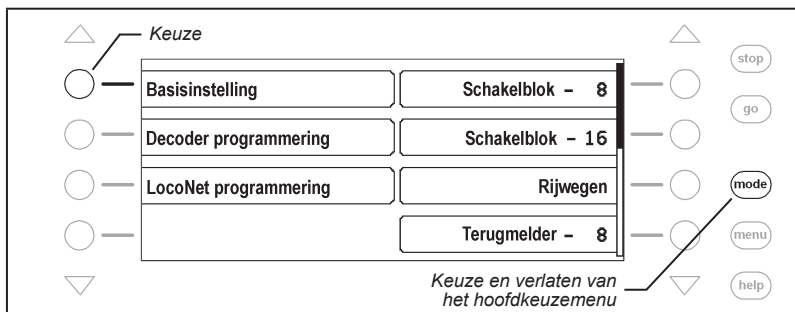 Keuze
stop
Basisinstelling
Schakelblok – 8
go
Decoder programmering
Schakelblok – 16
LocoNet programmering
Rijwegen
mode
Terugmelder – 8
menu
Keuze en verlaten van
het hoofdkeuzemenu
help